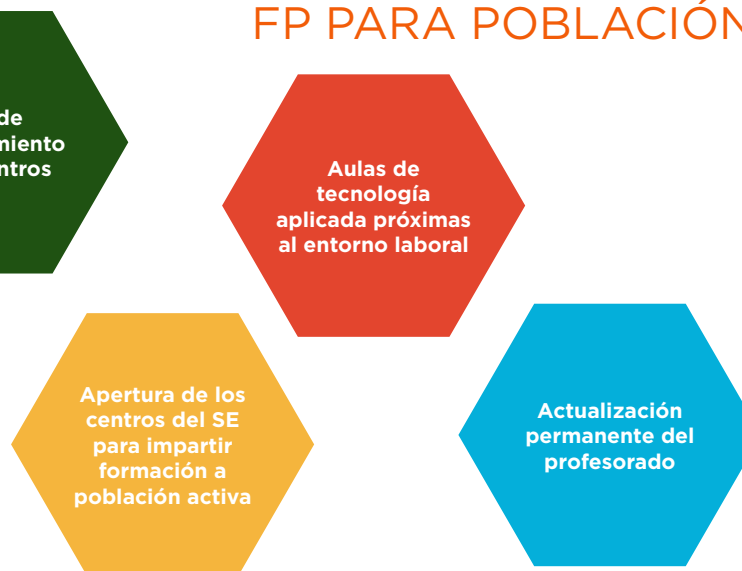 FP PARA POBLACIÓN
de
miento
ntros
Aulas de
tecnología
aplicada próximas
al entorno laboral
Apertura de los
centros del SE
para impartir
formación a
población activa
Actualización
permanente del
profesorado